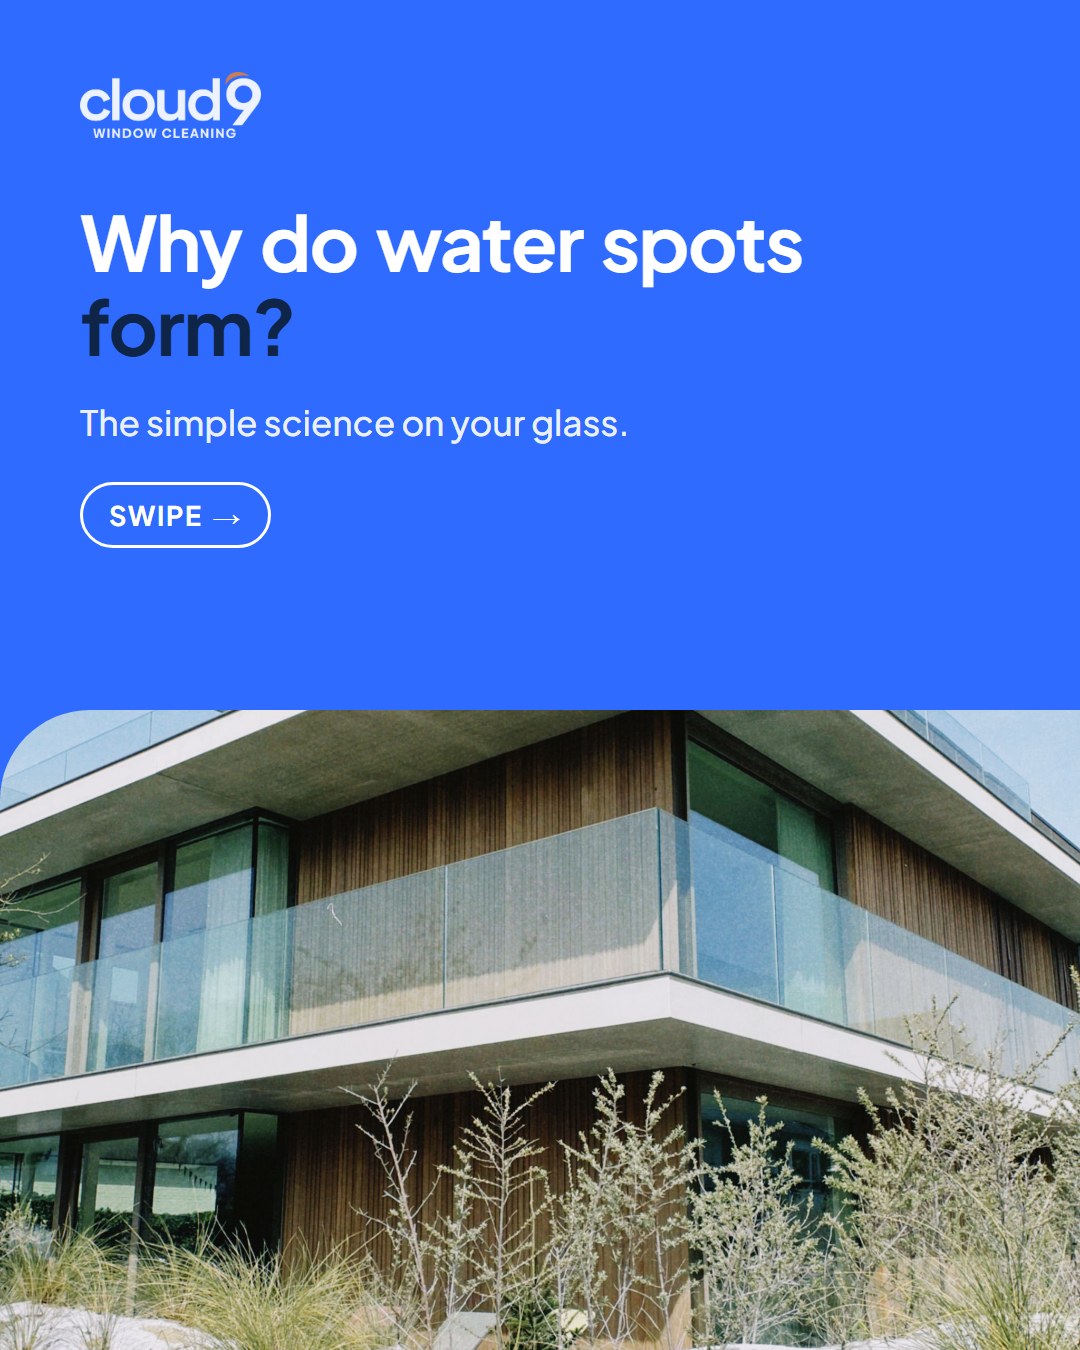 cloud9
WINDOW CLEANING
Why do water spots
form?
The simple science on your glass.
SWIPE →